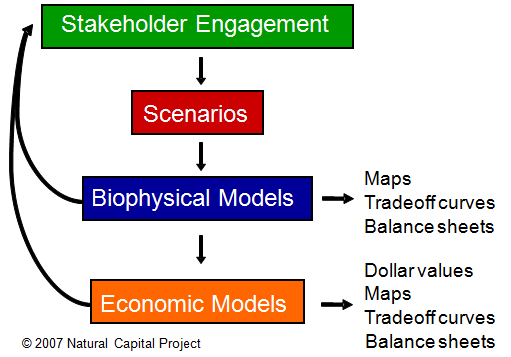 Stakeholder Engagement
Scenarios
Biophysical Models
Maps
Tradeoff curves
Balance sheets
Economic Models
Dollar values
Maps
Tradeoff curves
Balance sheets
© 2007 Natural Capital Project